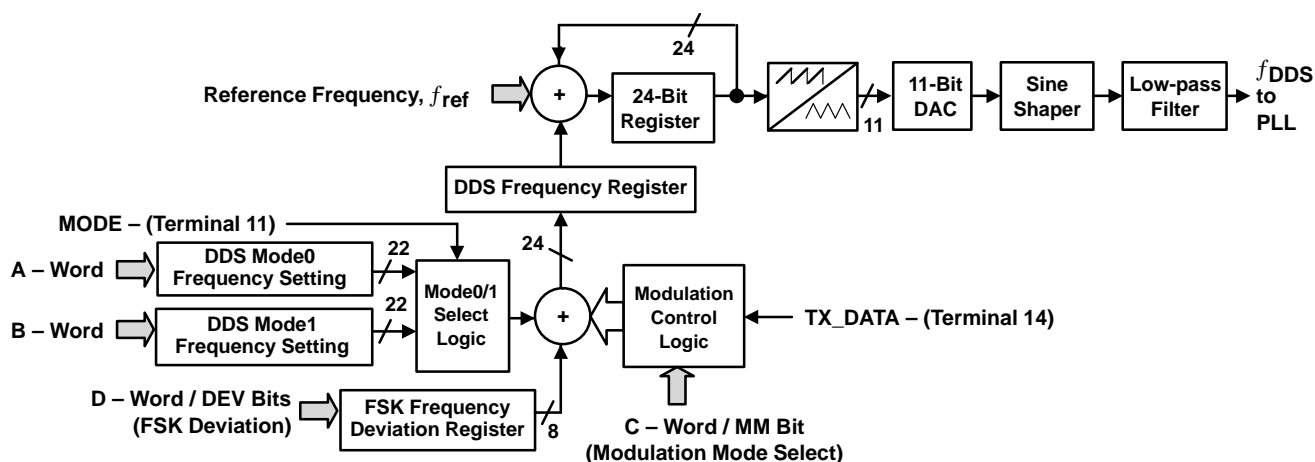 24
Reference Frequency, fref
+
24-Bit
Register
11
11-Bit
DAC
Sine
Shaper
Low-pass
Filter
fDDS
to
PLL
DDS Frequency Register
MODE – (Terminal 11)
24
A – Word
DDS Mode0
Frequency Setting
22
B – Word
DDS Mode1
Frequency Setting
22
Mode0/1
Select
Logic
+
Modulation
Control
Logic
TX_DATA – (Terminal 14)
D – Word / DEV Bits
(FSK Deviation)
FSK Frequency
Deviation Register
8
C – Word / MM Bit
(Modulation Mode Select)